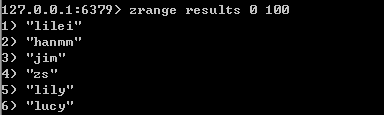 127.0.0.1:6379> zrange results 0 100
1) "lilei"
2) "hanmm"
3) "jim"
4) "zs"
5) "lily"
6) "lucy"